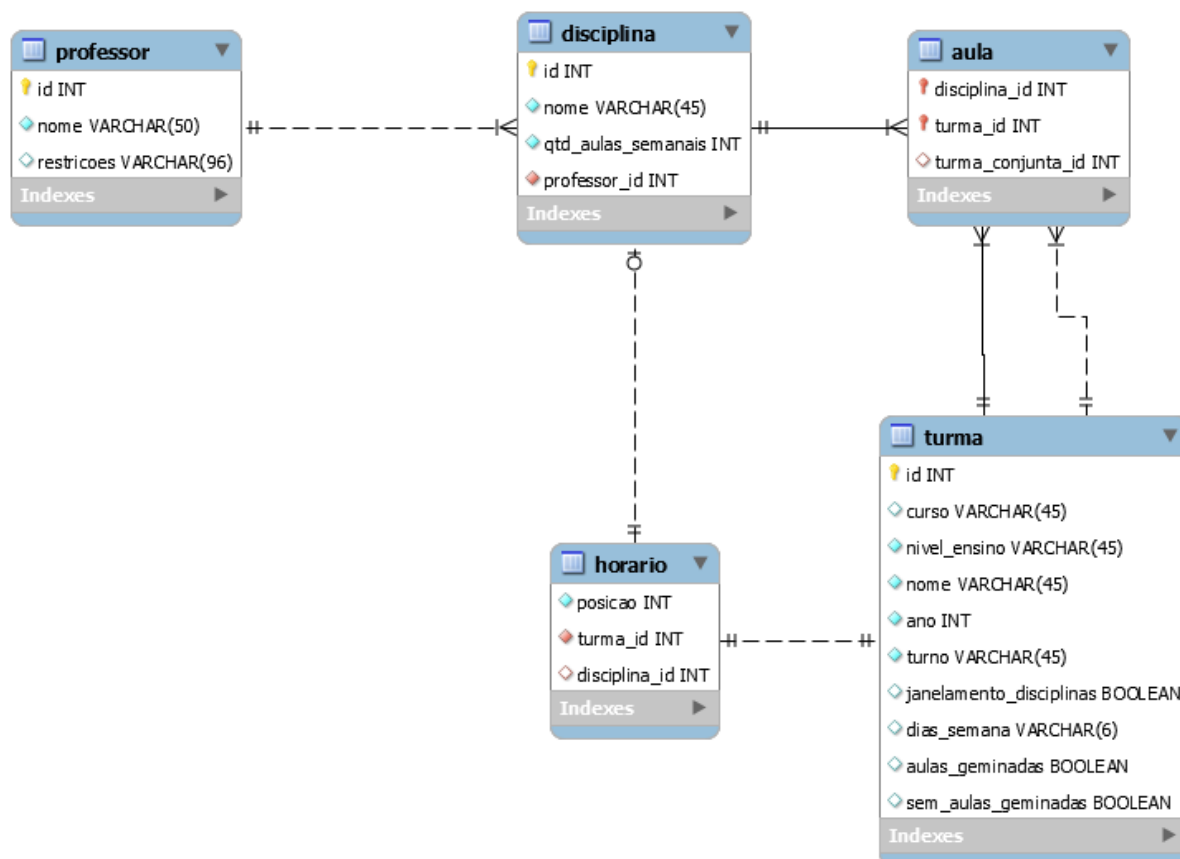 professor
id INT
nome VARCHAR(50)
restricoes VARCHAR(96)
Indexes
disciplina
id INT
nome VARCHAR(45)
qtd_aulas_semanais INT
professor_id INT
Indexes
aula
disciplina_id INT
turma_id INT
turma_conjunta_id INT
Indexes
horario
posicao INT
turma_id INT
disciplina_id INT
Indexes
turma
id INT
curso VARCHAR(45)
nivel_ensino VARCHAR(45)
nome VARCHAR(45)
ano INT
turno VARCHAR(45)
janelamento_disciplinas BOOLEAN
dias_semana VARCHAR(6)
aulas_geminadas BOOLEAN
sem_aulas_geminadas BOOLEAN
Indexes